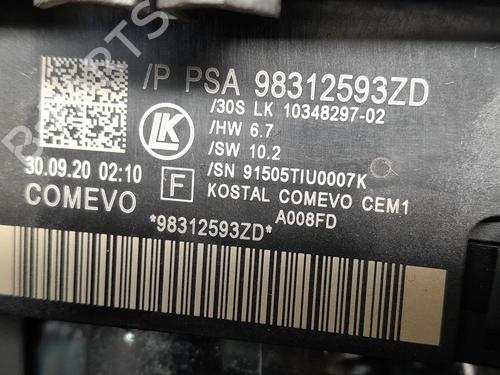 /P PSA 98312593ZD
/30S LK 10348297-02
LK
/HW 6.7
/SW 10.2
30.09.20 02:10
/SN 91505TIU0007K
COMEVO
F
KOSTAL COMEVO CEM1
A008FD
*98312593ZD*